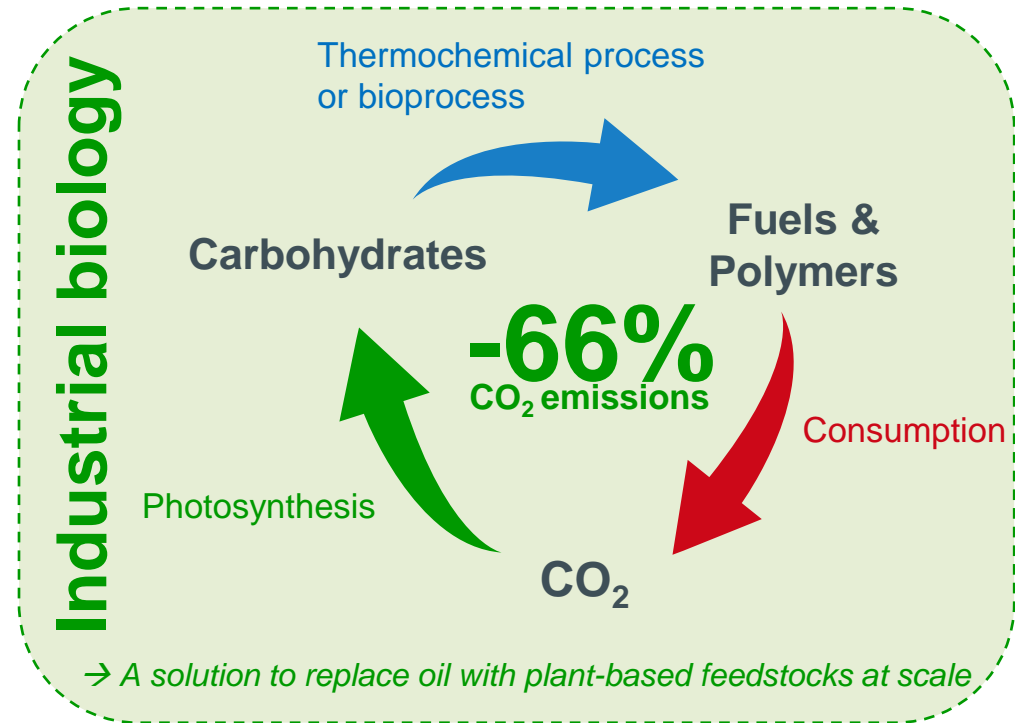 Industrial biology
Thermochemical process
or bioprocess
Carbohydrates
Fuels &
Polymers
-66%
CO₂ emissions
Consumption
Photosynthesis
CO₂
→ A solution to replace oil with plant-based feedstocks at scale